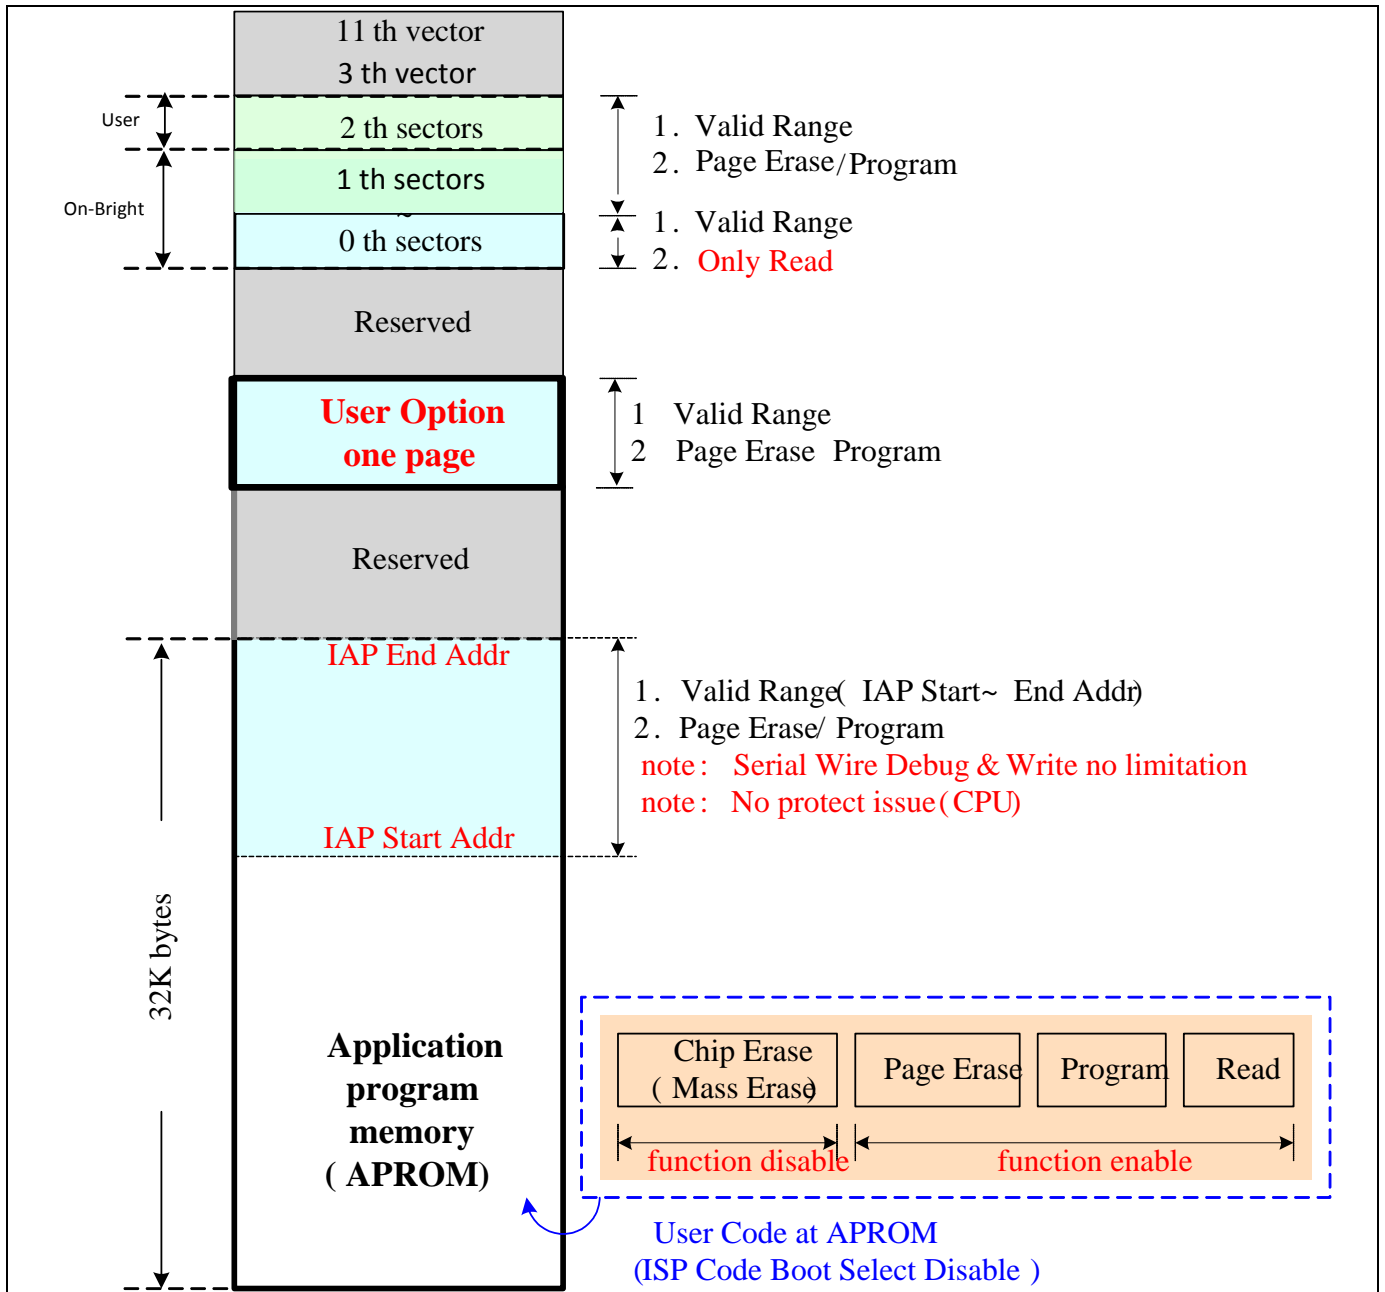 11 th vector
3 th vector
User
2 th sectors
1. Valid Range
2. Page Erase/Program
On-Bright
1 th sectors
~
0 th sectors
1. Valid Range
2. Only Read
Reserved
User Option
one page
1 Valid Range
2 Page Erase Program
Reserved
IAP End Addr
1. Valid Range( IAP Start~ End Addr)
2. Page Erase/ Program
note: Serial Wire Debug & Write no limitation
note: No protect issue(CPU)
IAP Start Addr
32K bytes
Application
program
memory
( APROM)
Chip Erase
( Mass Erase)
Page Erase
Program
Read
function disable
function enable
User Code at APROM
(ISP Code Boot Select Disable )